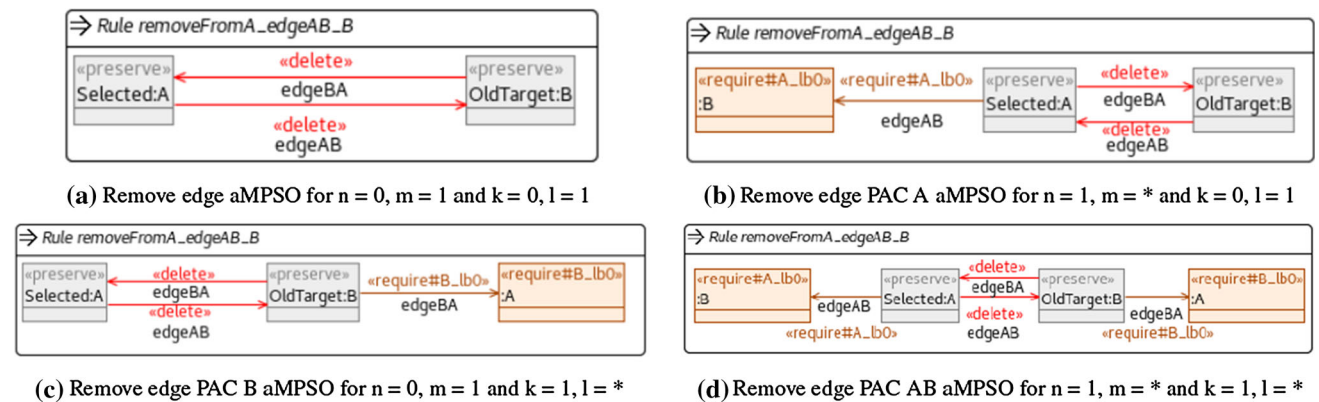 Rule removeFromA_edgeAB_B
«preserve»
Selected:A
«delete»
edgeBA
«delete»
edgeAB
«preserve»
OldTarget:B
(a) Remove edge aMPSO for n = 0, m = 1 and k = 0, l = 1
Rule removeFromA_edgeAB_B
«require#A_lb0»
:B
«require#A_lb0»
edgeAB
«preserve»
Selected:A
«delete»
edgeBA
«delete»
edgeAB
«preserve»
OldTarget:B
(b) Remove edge PAC A aMPSO for n = 1, m = * and k = 0, l = 1
Rule removeFromA_edgeAB_B
«preserve»
Selected:A
«delete»
edgeBA
«delete»
edgeAB
«preserve»
OldTarget:B
«require#B_lb0»
edgeBA
«require#B_lb0»
:A
(c) Remove edge PAC B aMPSO for n = 0, m = 1 and k = 1, l = *
Rule removeFromA_edgeAB_B
«require#A_lb0»
:B
edgeAB
«require#A_lb0»
«preserve»
Selected:A
«delete»
edgeBA
«delete»
edgeAB
«preserve»
OldTarget:B
edgeBA
«require#B_lb0»
«require#B_lb0»
:A
(d) Remove edge PAC AB aMPSO for n = 1, m = * and k = 1, l = *